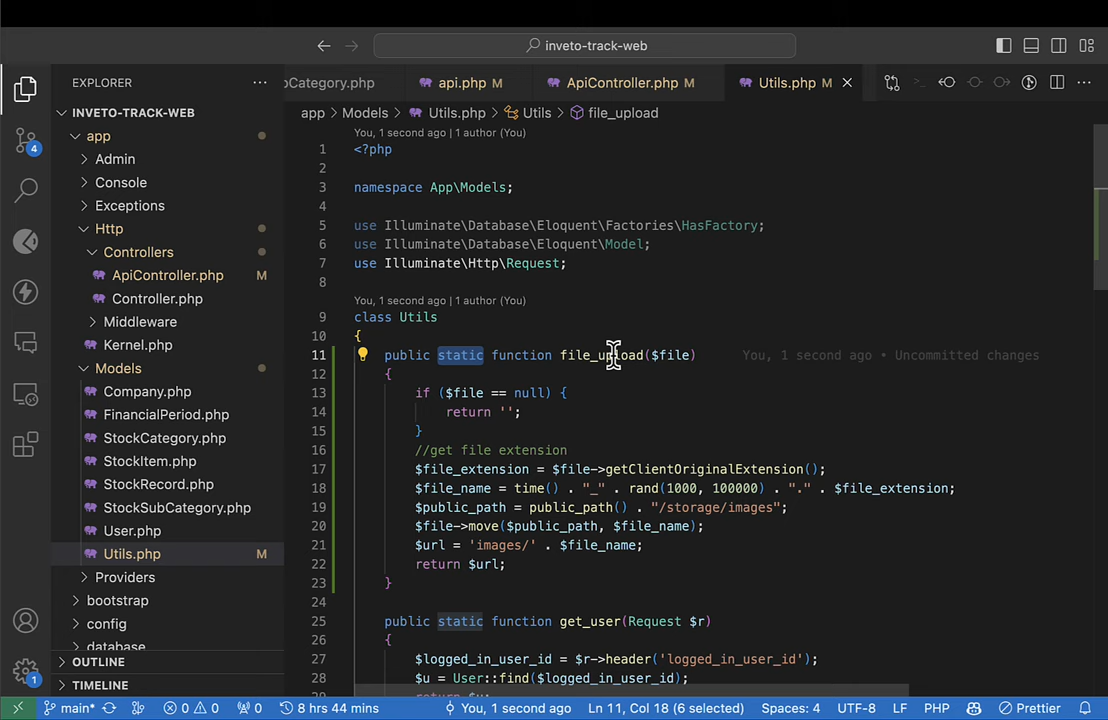 inveto-track-web
EXPLORER
INVETO-TRACK-WEB
app
Admin
Console
Exceptions
Http
Controllers
ApiController.php M
Controller.php
Middleware
Kernel.php
Models
Company.php
FinancialPeriod.php
StockCategory.php
StockItem.php
StockRecord.php
StockSubCategory.php
User.php
Utils.php M
Providers
bootstrap
config
database
OUTLINE
TIMELINE
4
1
Category.php api.php M ApiController.php M Utils.php M
app > Models > Utils.php > Utils > file_upload
You, 1 second ago | 1 author (You)
1 <?php
2
3 namespace App\Models;
4
5 use Illuminate\Database\Eloquent\Factories\HasFactory;
6 use Illuminate\Database\Eloquent\Model;
7 use Illuminate\Http\Request;
8
You, 1 second ago | 1 author (You)
9 class Utils
10 {
11 public static function file_upload($file) You, 1 second ago • Uncommitted changes
12 {
13 if ($file == null) {
14 return '';
15 }
16 //get file extension
17 $file_extension = $file->getClientOriginalExtension();
18 $file_name = time() . "_" . rand(1000, 100000) . "." . $file_extension;
19 $public_path = public_path() . "/storage/images";
20 $file->move($public_path, $file_name);
21 $url = 'images/' . $file_name;
22 return $url;
23 }
24
25 public static function get_user(Request $r)
26 {
27 $logged_in_user_id = $r->header('logged_in_user_id');
28 $u = User::find($logged_in_user_id);
main* 0 0 0 8 hrs 44 mins You, 1 second ago Ln 11, Col 18 (6 selected) Spaces: 4 UTF-8 LF PHP Prettier